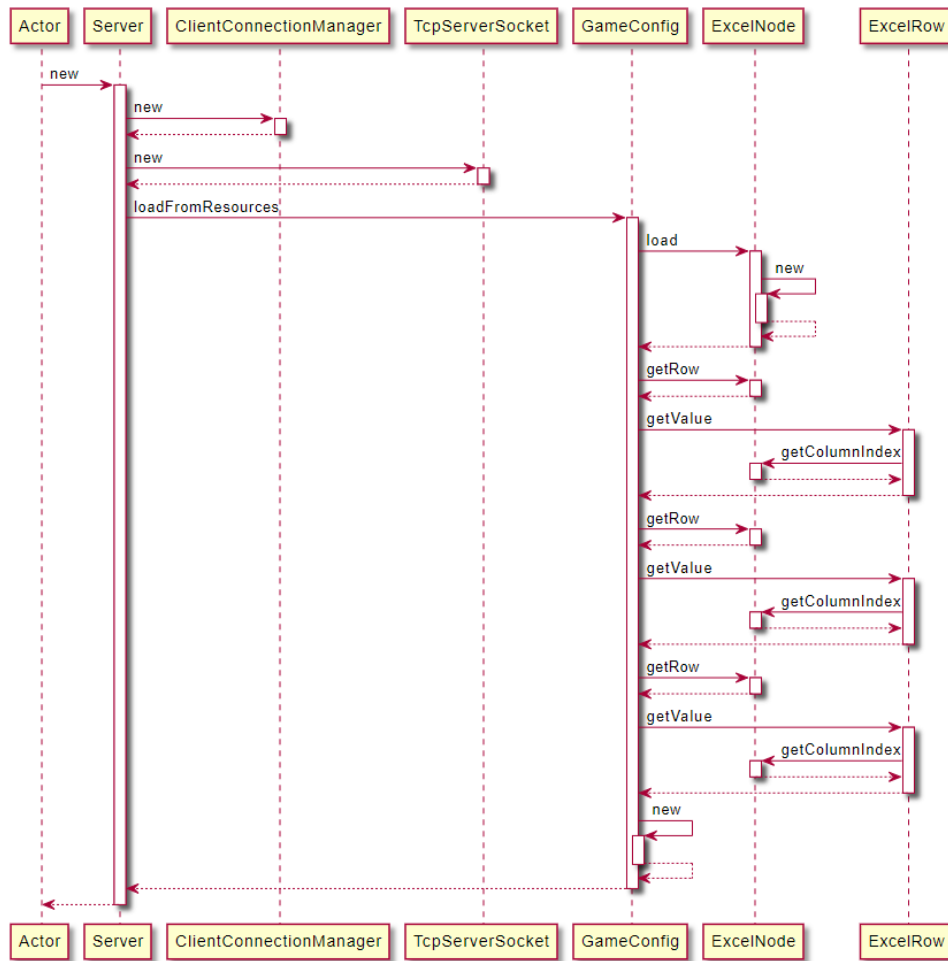 Actor Server ClientConnectionManager TcpServerSocket GameConfig ExcelNode ExcelRow
new
new
new
loadFromResources
load
new
getRow
getValue
getColumnIndex
getRow
getValue
getColumnIndex
getRow
getValue
getColumnIndex
new
Actor Server ClientConnectionManager TcpServerSocket GameConfig ExcelNode ExcelRow